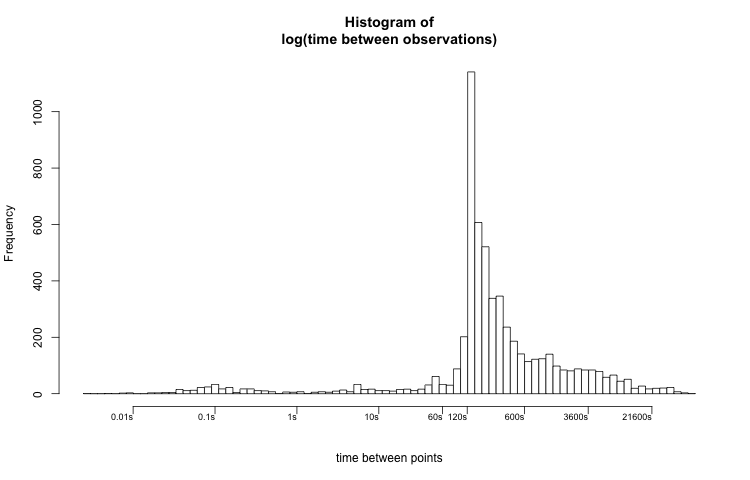 Histogram of
log(time between observations)
Frequency
0 200 400 600 800 1000
0.01s 0.1s 1s 10s 60s 120s 600s 3600s 21600s
time between points